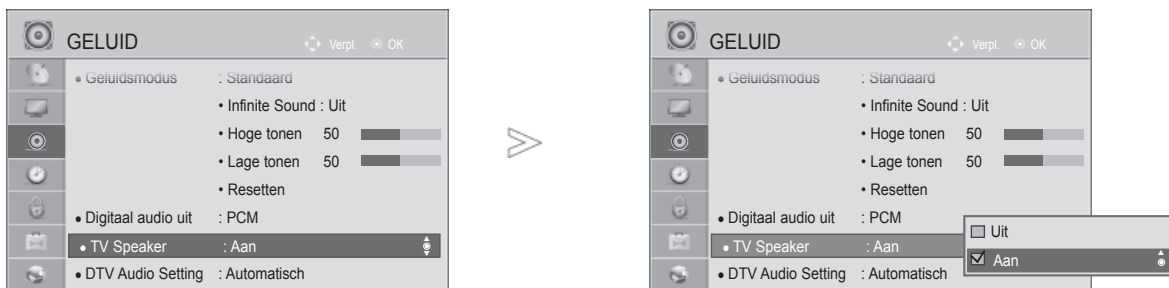 GELUID Verpl. OK
Geluidsmodus : Standaard
• Infinite Sound : Uit
• Hoge tonen 50
• Lage tonen 50
• Resetten
• Digitaal audio uit : PCM
• TV Speaker : Aan
• DTV Audio Setting : Automatisch
GELUID Verpl. OK
Geluidsmodus : Standaard
• Infinite Sound : Uit
• Hoge tonen 50
• Lage tonen 50
• Resetten
• Digitaal audio uit : PCM
• TV Speaker : Aan
• DTV Audio Setting : Automatisch
Uit
Aan